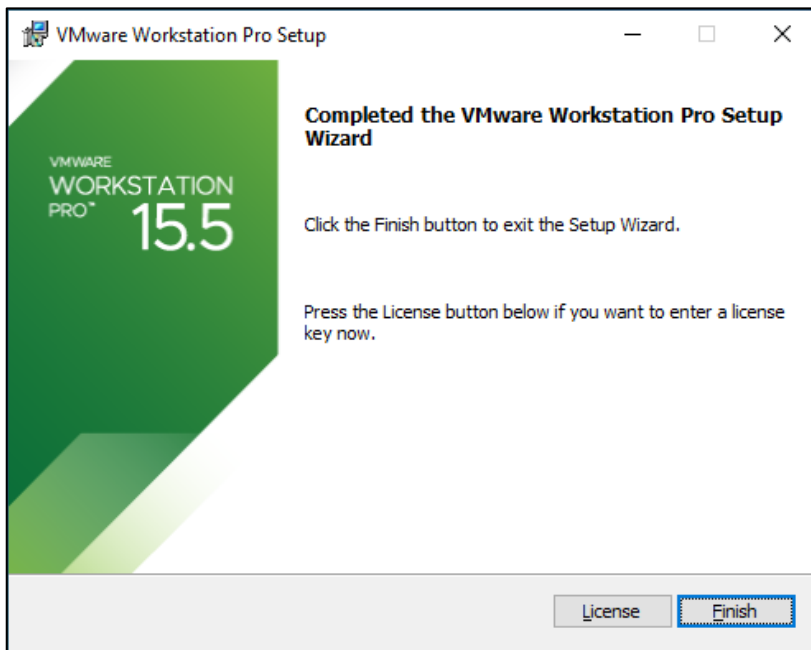 VMware Workstation Pro Setup
Completed the VMware Workstation Pro Setup
Wizard
VMWARE
WORKSTATION
PRO™ 15.5
Click the Finish button to exit the Setup Wizard.
Press the License button below if you want to enter a license
key now.
License
Finish